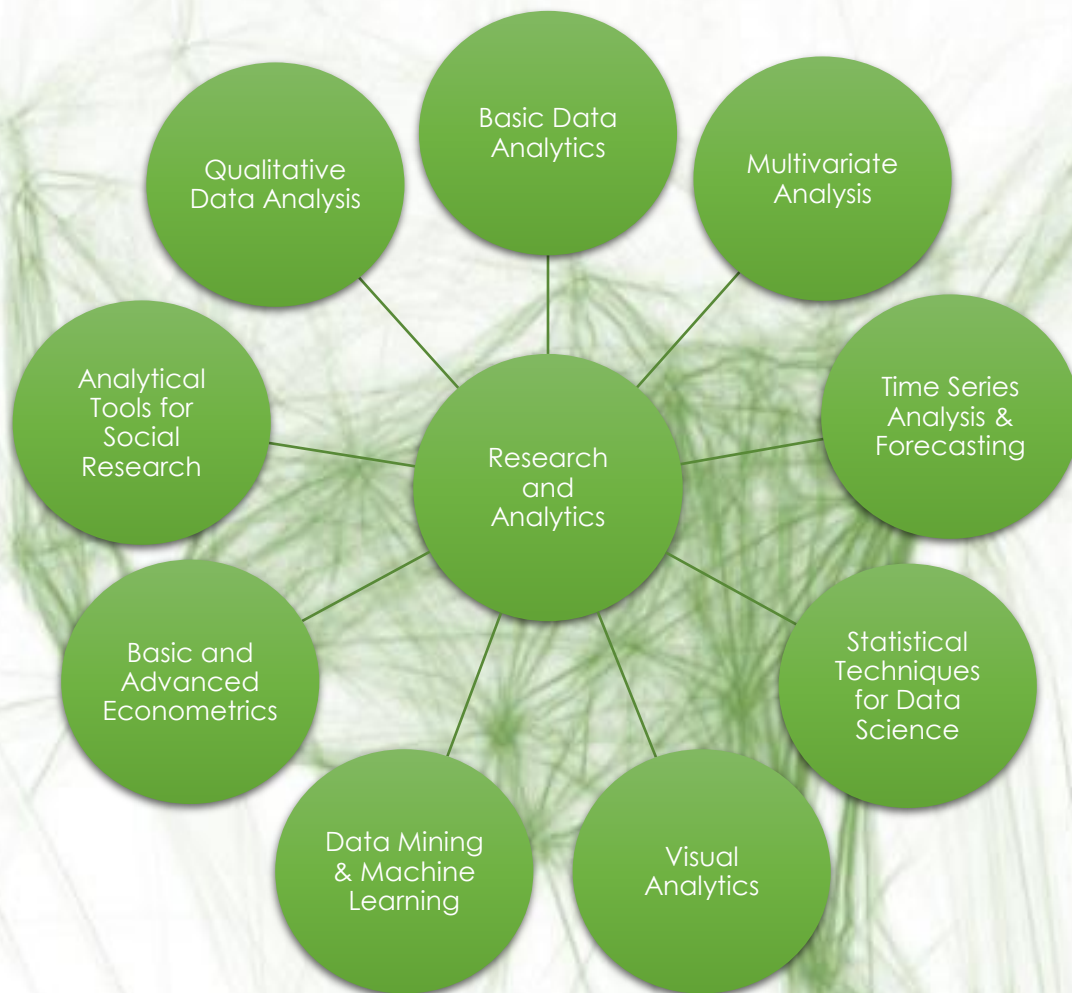 Basic Data
Analytics
Multivariate
Analysis
Time Series
Analysis &
Forecasting
Statistical
Techniques
for Data
Science
Visual
Analytics
Data Mining
& Machine
Learning
Basic and
Advanced
Econometrics
Analytical
Tools for
Social
Research
Qualitative
Data Analysis
Research
and
Analytics